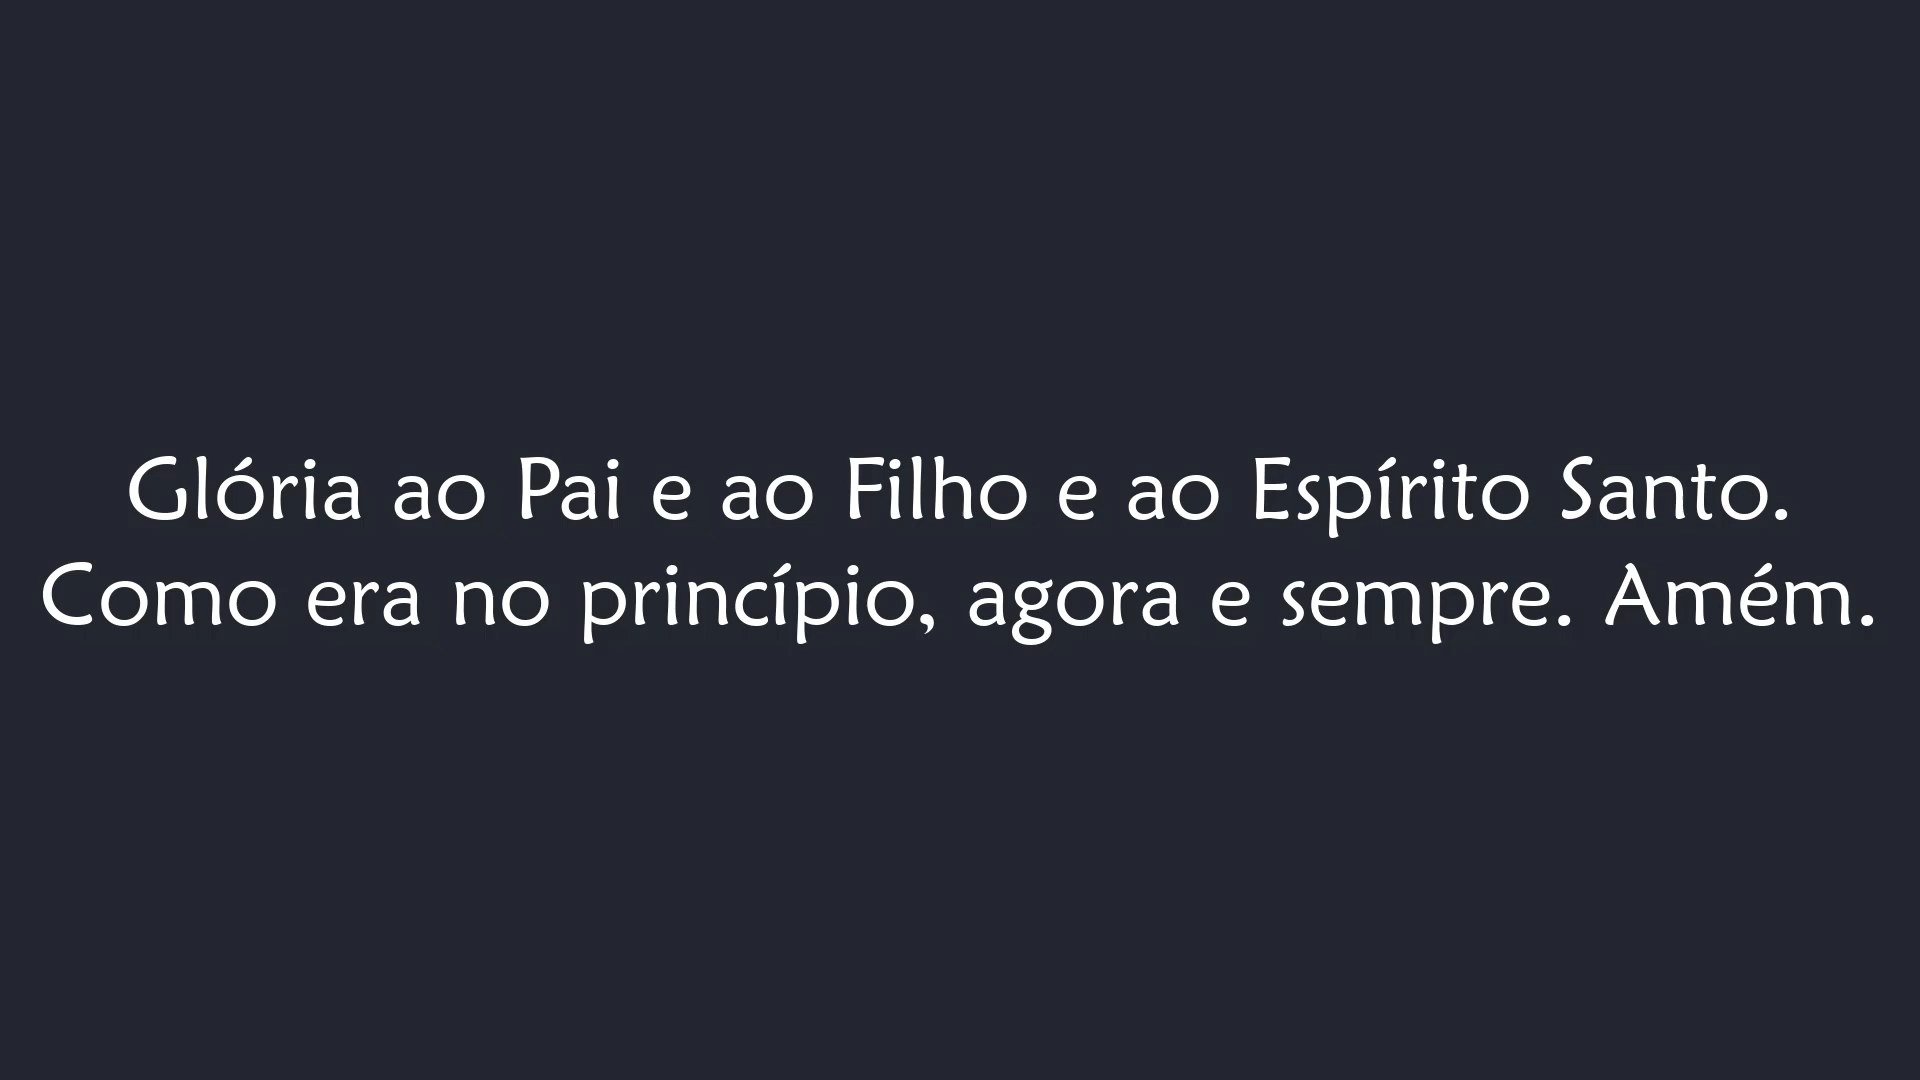 Glória ao Pai e ao Filho e ao Espírito Santo.
Como era no princípio, agora e sempre. Amém.